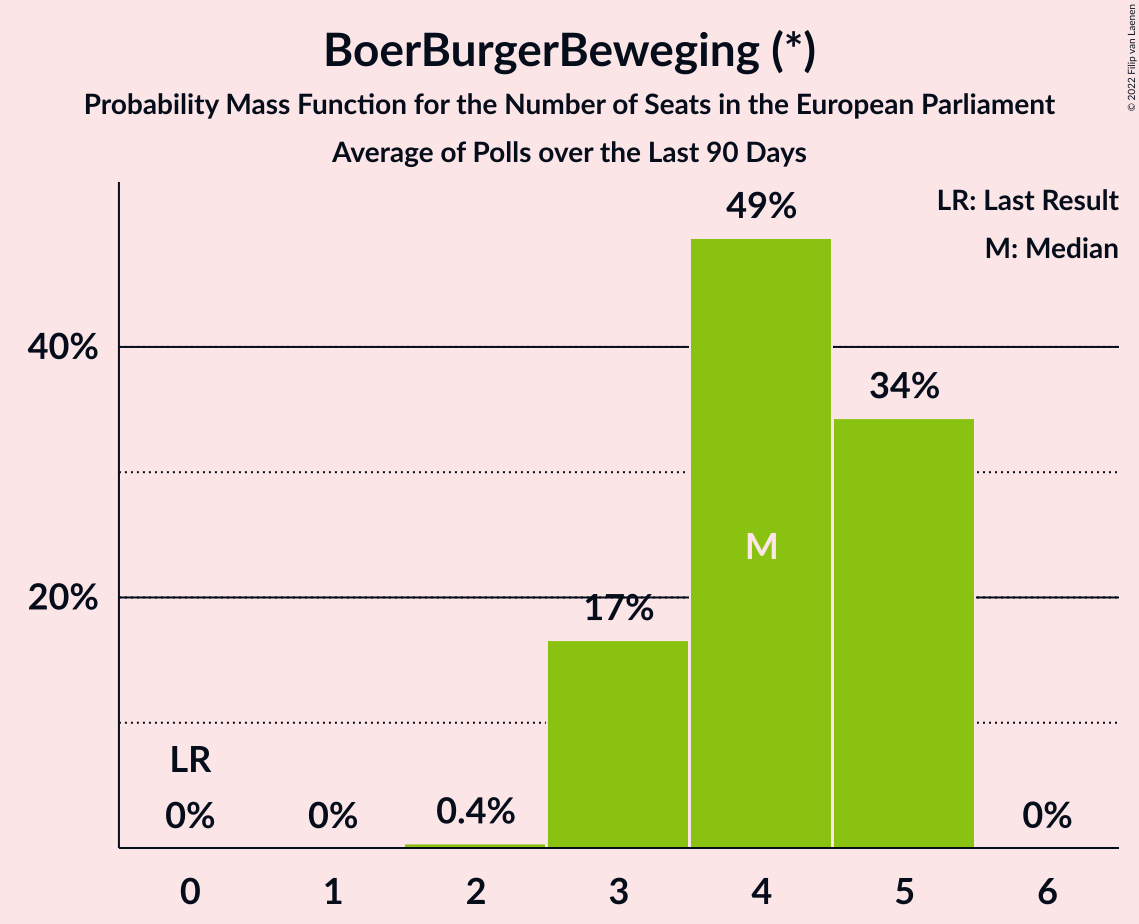 BoerBurgerBeweging (*)
Probability Mass Function for the Number of Seats in the European Parliament
Average of Polls over the Last 90 Days
© 2022 Filip van Laenen
LR: Last Result
M: Median
49%
40%
34%
M
20%
17%
LR
0%
0%
0.4%
0%
0 1 2 3 4 5 6